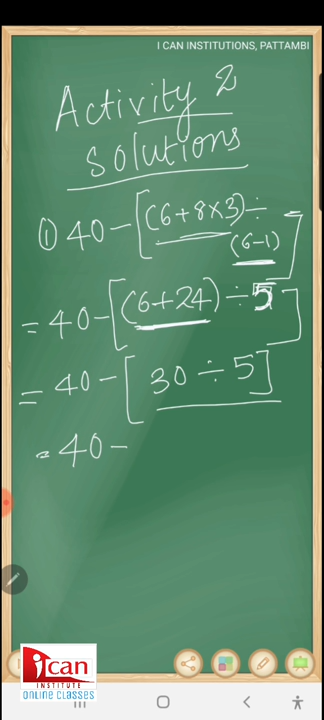 I CAN INSTITUTIONS, PATTAMBI
Activity 2
solutions
① 40 - [(6+8×3) ÷
(6-1)]
= 40 - [(6+24) ÷ 5]
= 40 - [30 ÷ 5]
= 40 -
ican
INSTITUTE
ONLINE CLASSES